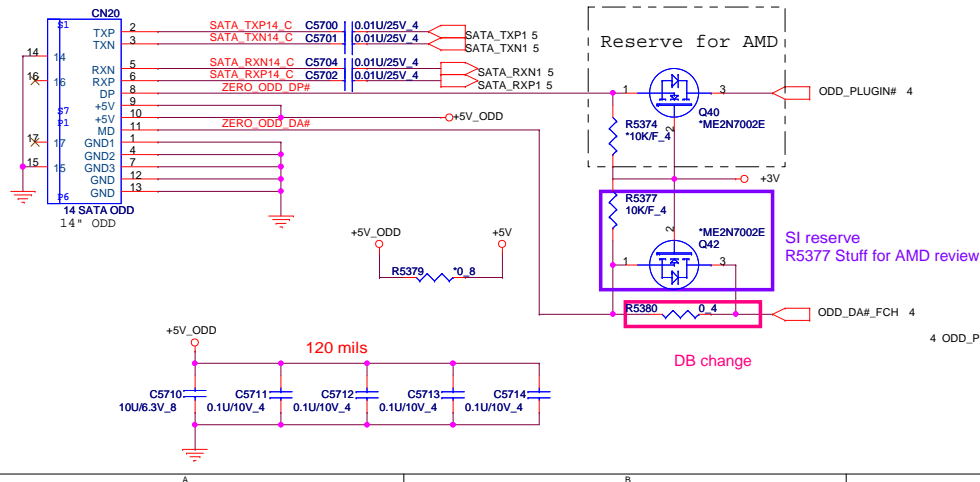 CN20
S1
TXP 2 SATA_TXP14_C C5700 0.01U/25V_4 SATA_TXP1 5
TXN 3 SATA_TXN14_C C5701 0.01U/25V_4 SATA_TXN1 5
14 14
RXN 5 SATA_RXN14_C C5704 0.01U/25V_4 SATA_RXN1 5
RXP 6 SATA_RXP14_C C5702 0.01U/25V_4 SATA_RXP1 5
16 16
DP 8 ZERO_ODD_DP#
+5V 9
S7
+5V 10 +5V_ODD
P1
MD 11 ZERO_ODD_DA#
17 17
GND1 1
GND2 4
15 15
GND3 7
GND 12
GND 13
P6
14 SATA ODD
14" ODD
Reserve for AMD
1 3 ODD_PLUGIN# 4
Q40
*ME2N7002E
2
R5374
*10K/F_4
+3V
R5377
10K/F_4
2
*ME2N7002E
Q42
1 3
SI reserve
R5377 Stuff for AMD review
R5380 0_4
ODD_DA#_FCH 4
4 ODD_P
DB change
+5V_ODD +5V
R5379 *0_8
+5V_ODD
120 mils
C5710
10U/6.3V_8
C5711
0.1U/10V_4
C5712
0.1U/10V_4
C5713
0.1U/10V_4
C5714
0.1U/10V_4
A B